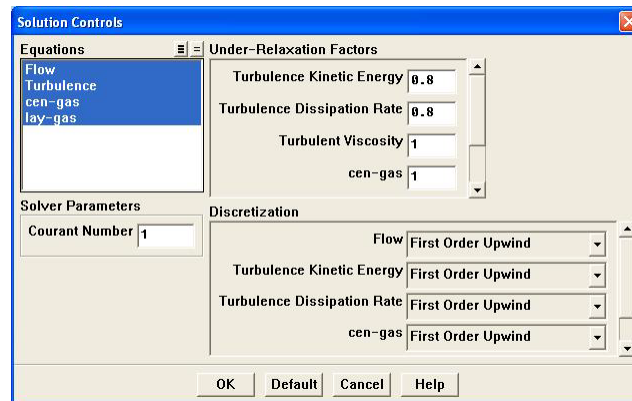 Solution Controls
Equations
Flow
Turbulence
cen-gas
lay-gas
Under-Relaxation Factors
Turbulence Kinetic Energy 0.8
Turbulence Dissipation Rate 0.8
Turbulent Viscosity 1
cen-gas 1
Solver Parameters
Courant Number 1
Discretization
Flow First Order Upwind
Turbulence Kinetic Energy First Order Upwind
Turbulence Dissipation Rate First Order Upwind
cen-gas First Order Upwind
OK Default Cancel Help